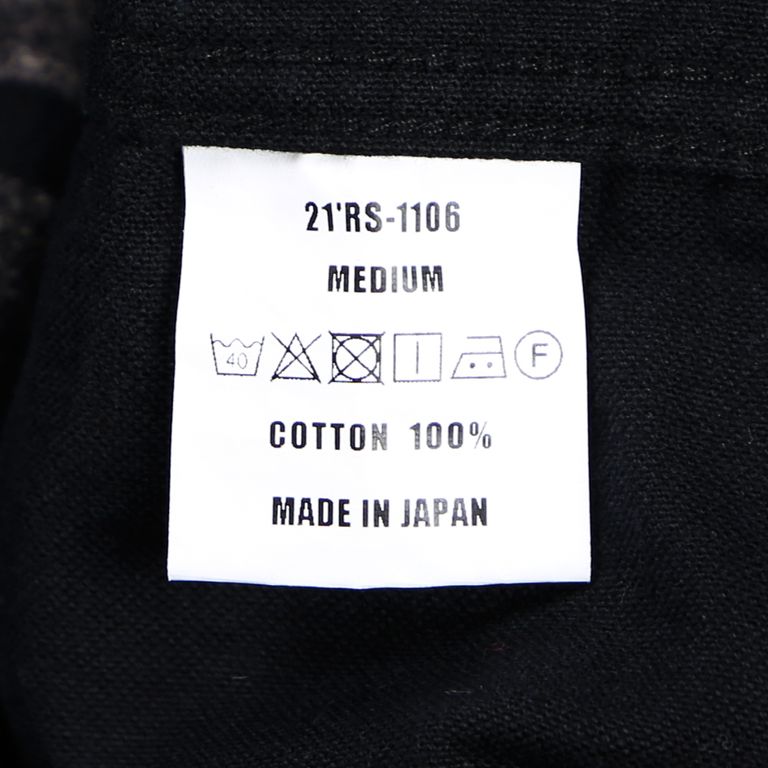 21'RS-1106
MEDIUM
40 F
COTTON 100%
MADE IN JAPAN